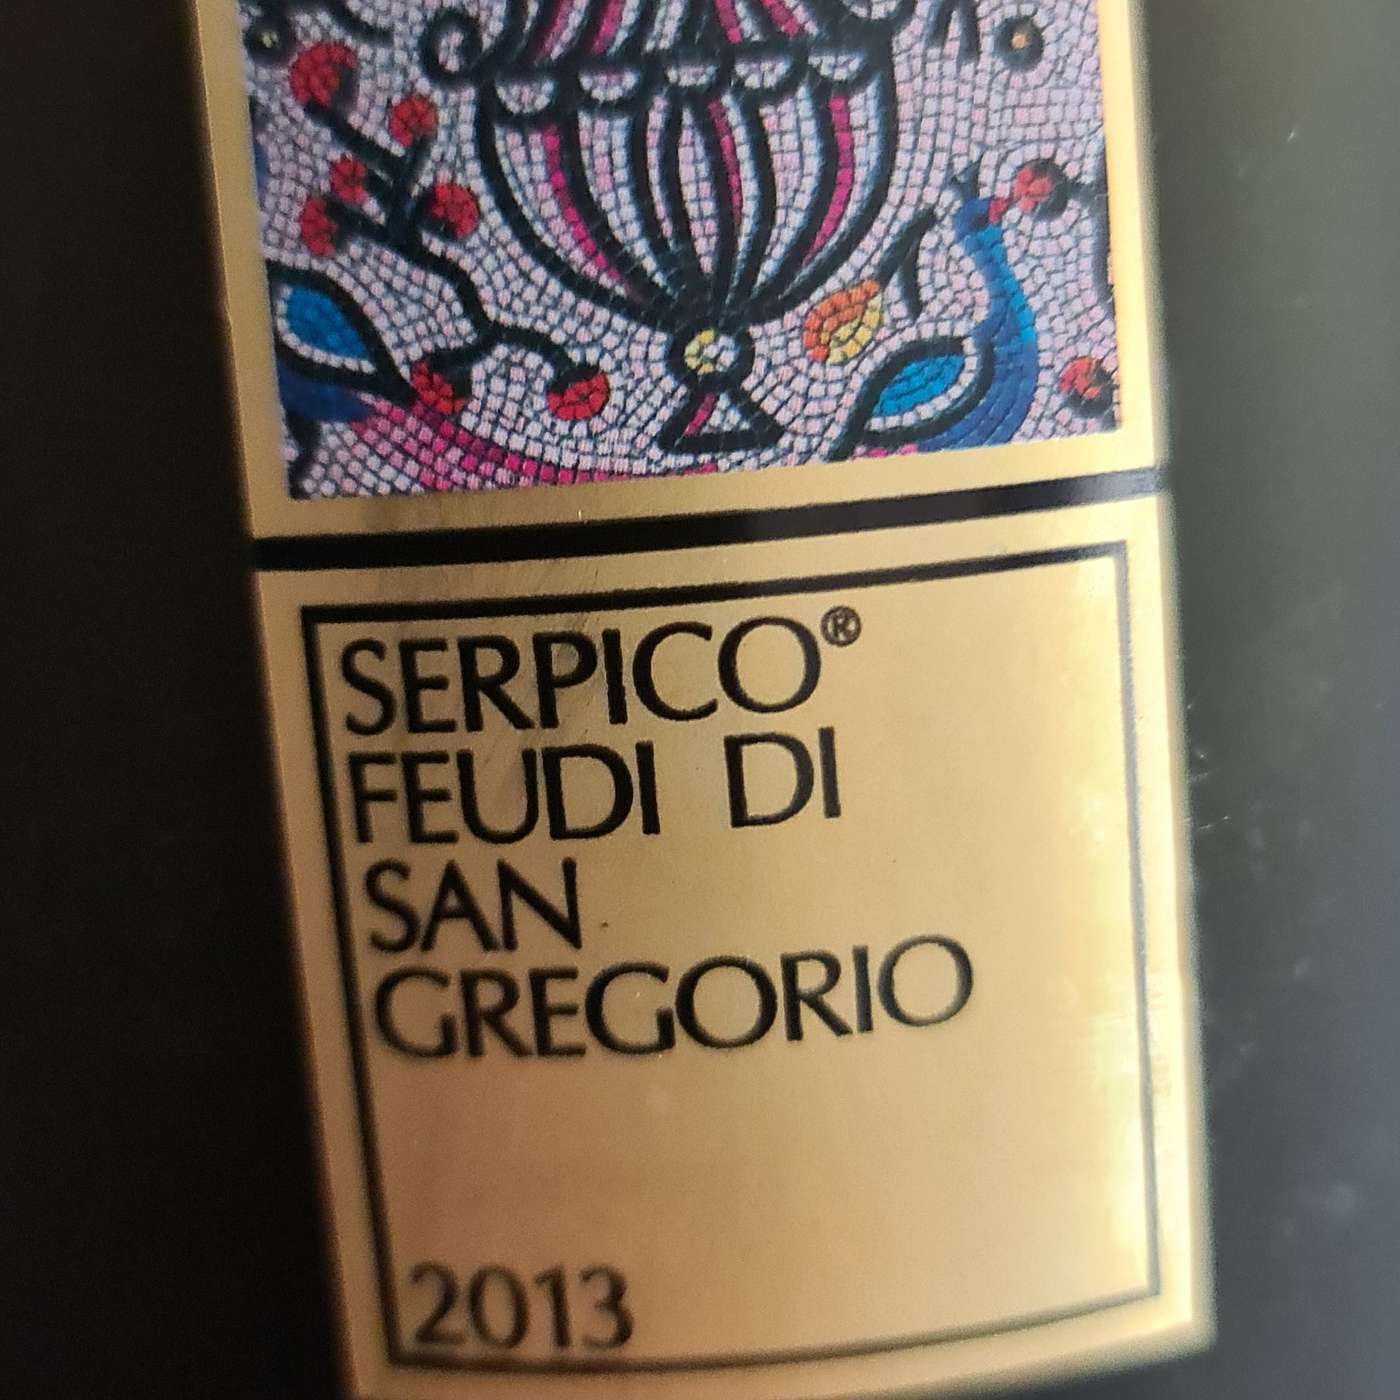 SERPICO®
FEUDI DI
SAN
GREGORIO
2013